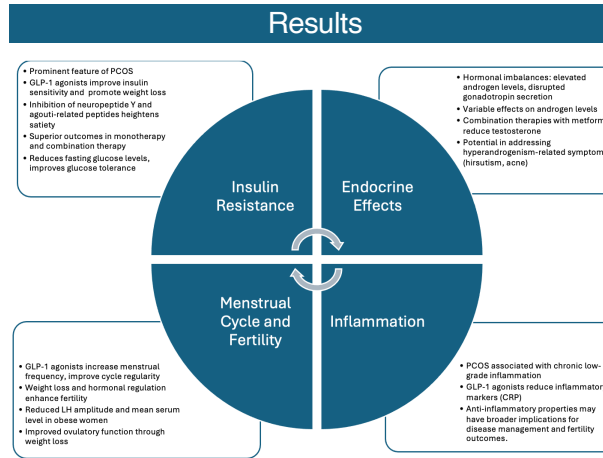 Results
• Prominent feature of PCOS
• GLP-1 agonists improve insulin
sensitivity and promote weight loss
• Inhibition of neuropeptide Y and
agouti-related peptides heightens
satiety
• Superior outcomes in monotherapy
and combination therapy
• Reduces fasting glucose levels,
improves glucose tolerance
• Hormonal imbalances: elevated
androgen levels, disrupted
gonadotropin secretion
• Variable effects on androgen levels
• Combination therapies with
reduce testosterone
• Potential in addressing
hyperandrogenism-related
(hirsutism, acne)
Insulin
Resistance
Endocrine
Effects
Menstrual
Cycle and
Fertility
Inflammation
• GLP-1 agonists increase menstrual
frequency, improve cycle regularity
• Weight loss and hormonal regulation
enhance fertility
• Reduced LH amplitude and mean serum
level in obese women
• Improved ovulatory function through
weight loss
• PCOS associated with chronic low-
grade inflammation
• GLP-1 agonists reduce
markers (CRP)
• Anti-inflammatory properties may
have broader implications for
disease management and fertility
outcomes.